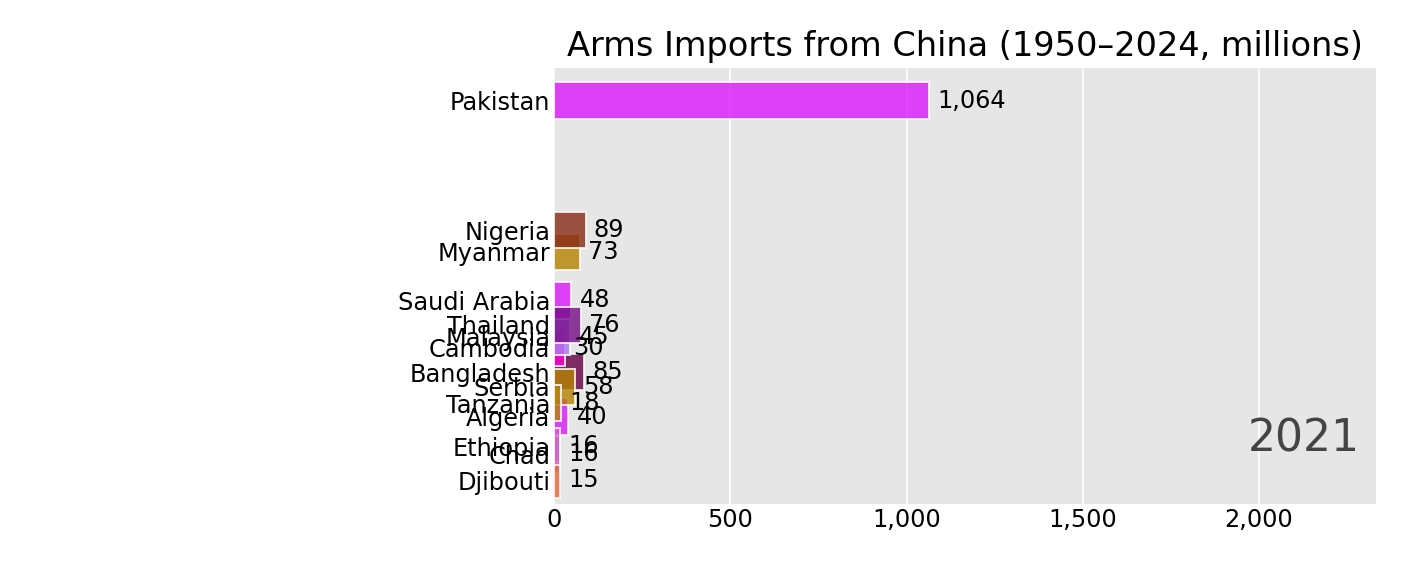 Arms Imports from China (1950–2024, millions)
Pakistan 1,064
Nigeria 89
Myanmar 73
Saudi Arabia 48
Thailand 76
Malaysia 45
Cambodia 30
Bangladesh 85
Serbia 58
Tanzania 18
Algeria 40
Ethiopia 16
Chad 16
Djibouti 15
2021
0 500 1,000 1,500 2,000